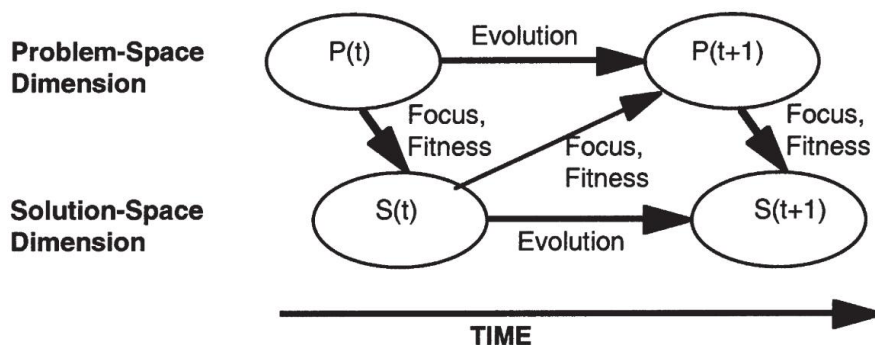 Problem-Space
Dimension
P(t)
Evolution
P(t+1)
Focus,
Fitness
Focus,
Fitness
Focus,
Fitness
Solution-Space
Dimension
S(t)
Evolution
S(t+1)
TIME